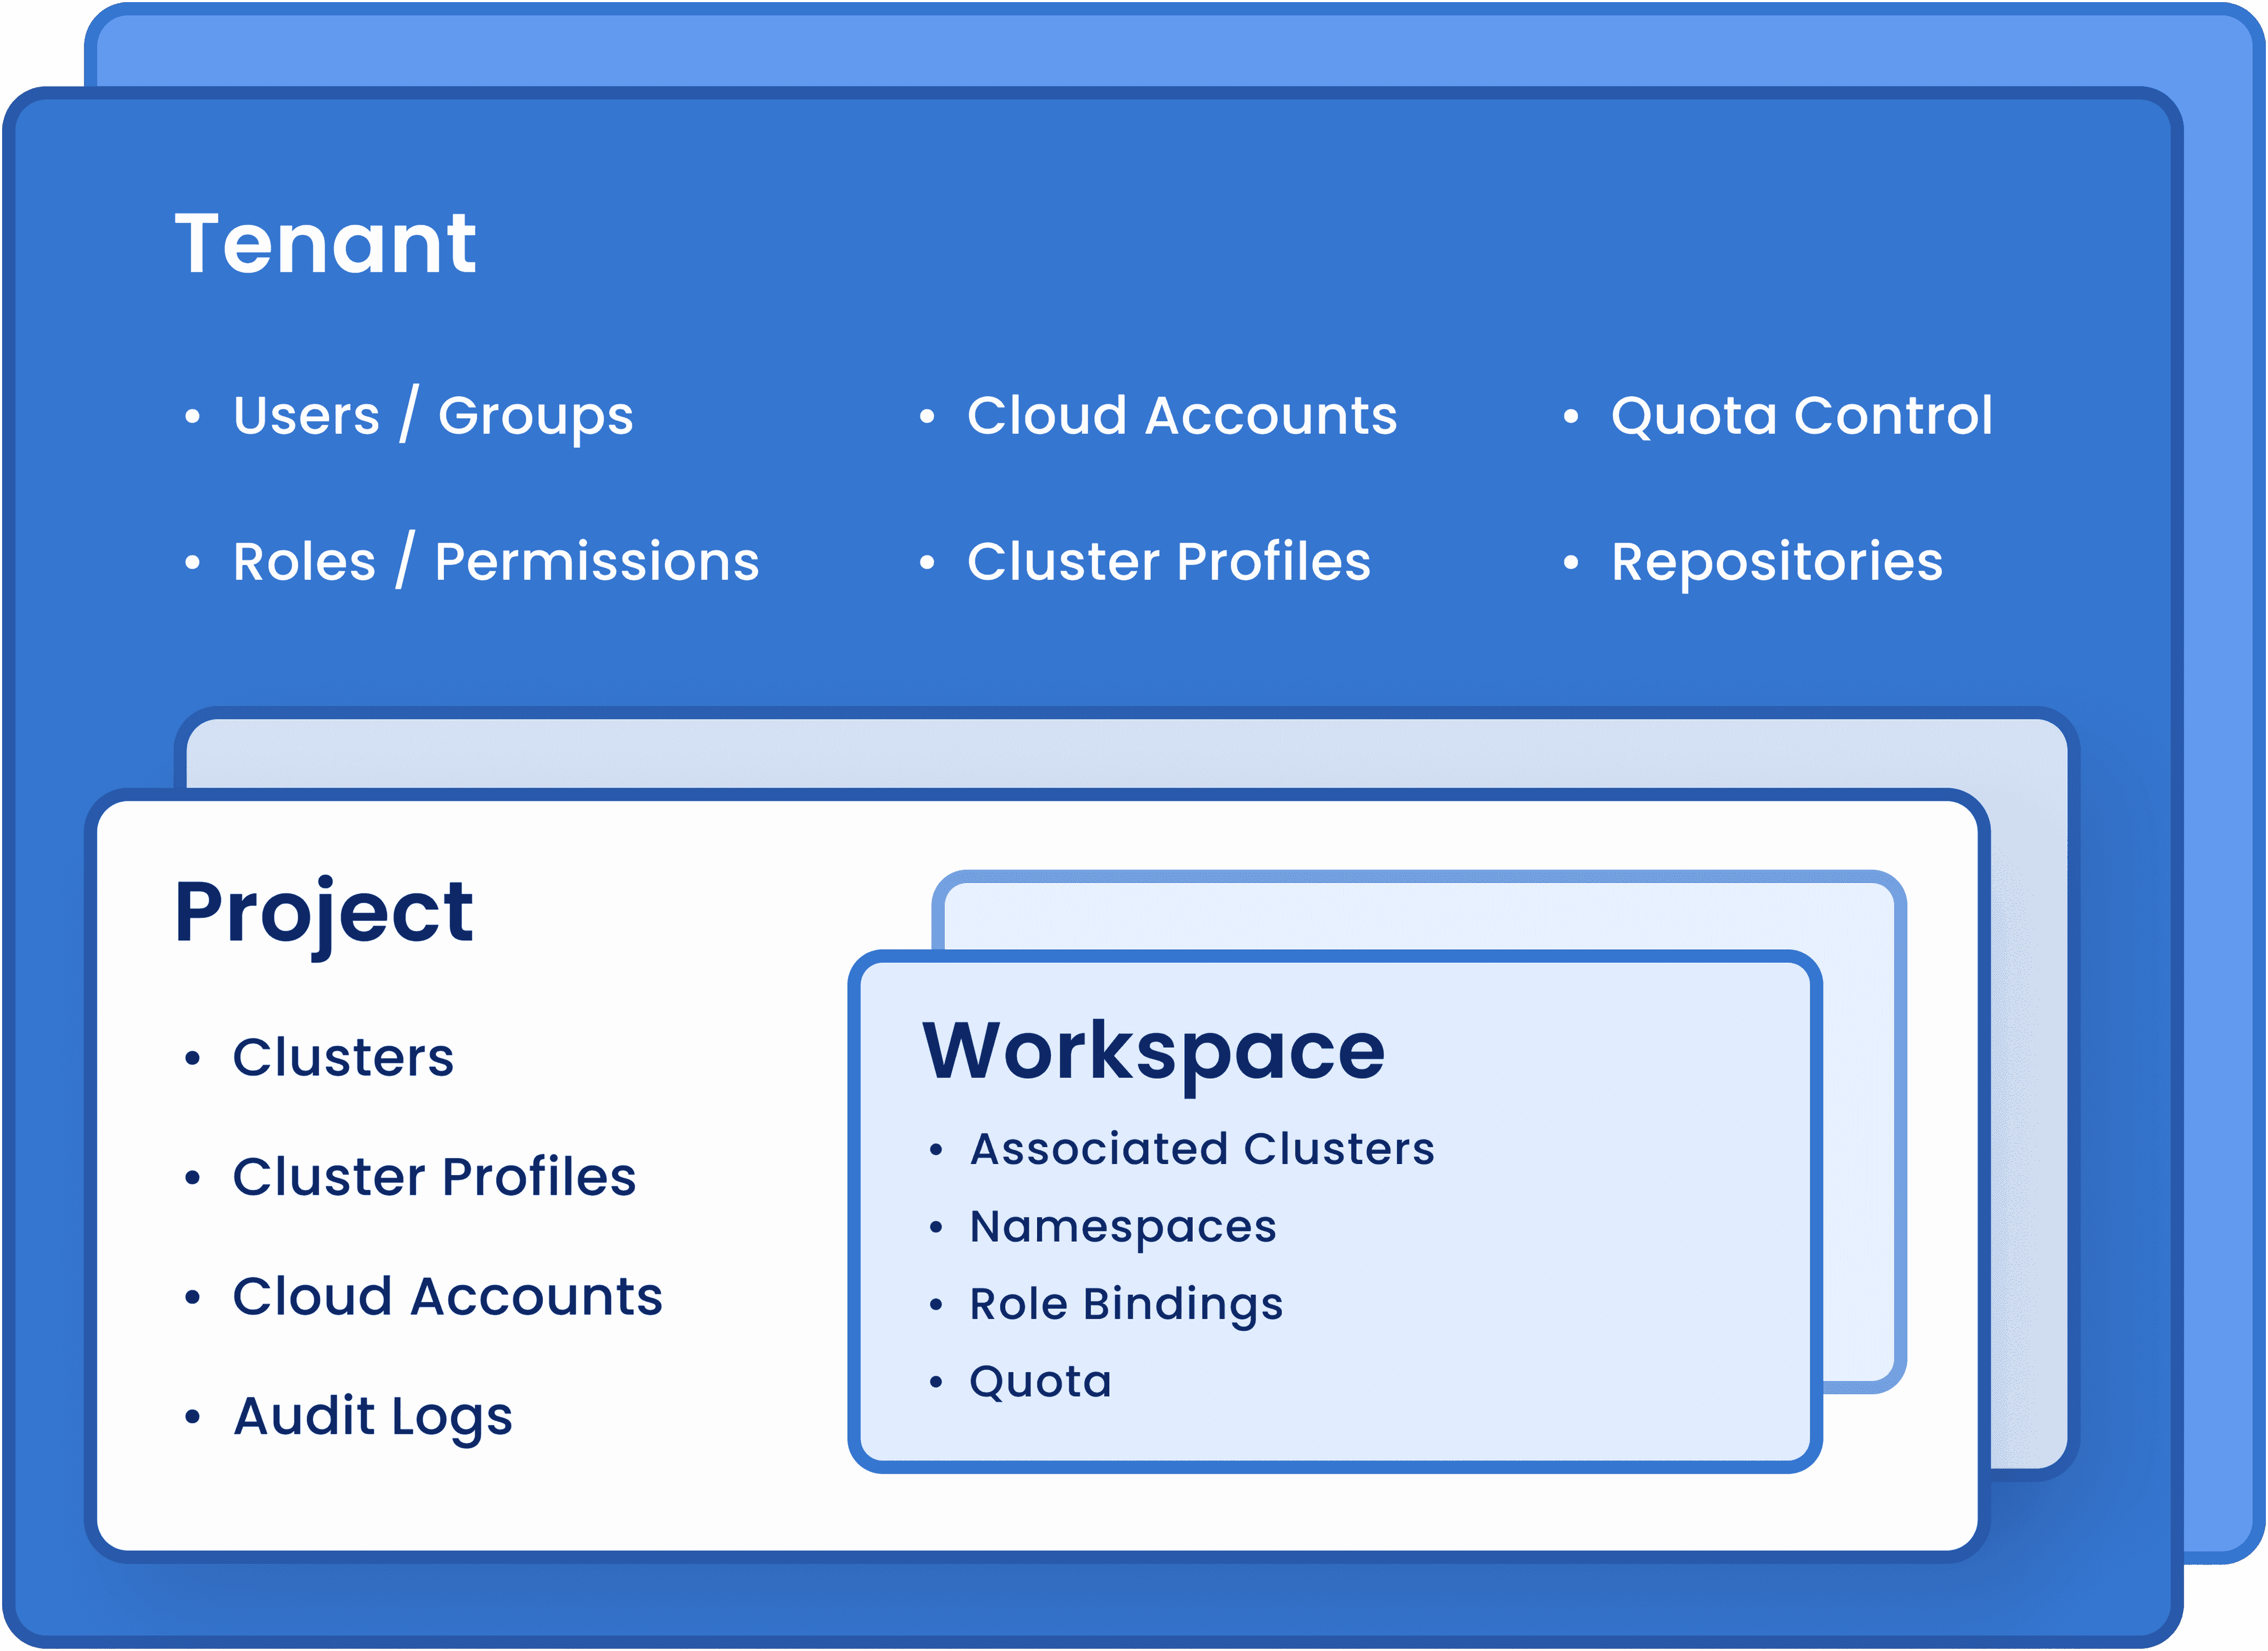 Tenant
• Users / Groups
• Cloud Accounts
• Quota Control
• Roles / Permissions
• Cluster Profiles
• Repositories
Project
• Clusters
• Cluster Profiles
• Cloud Accounts
• Audit Logs
Workspace
• Associated Clusters
• Namespaces
• Role Bindings
• Quota